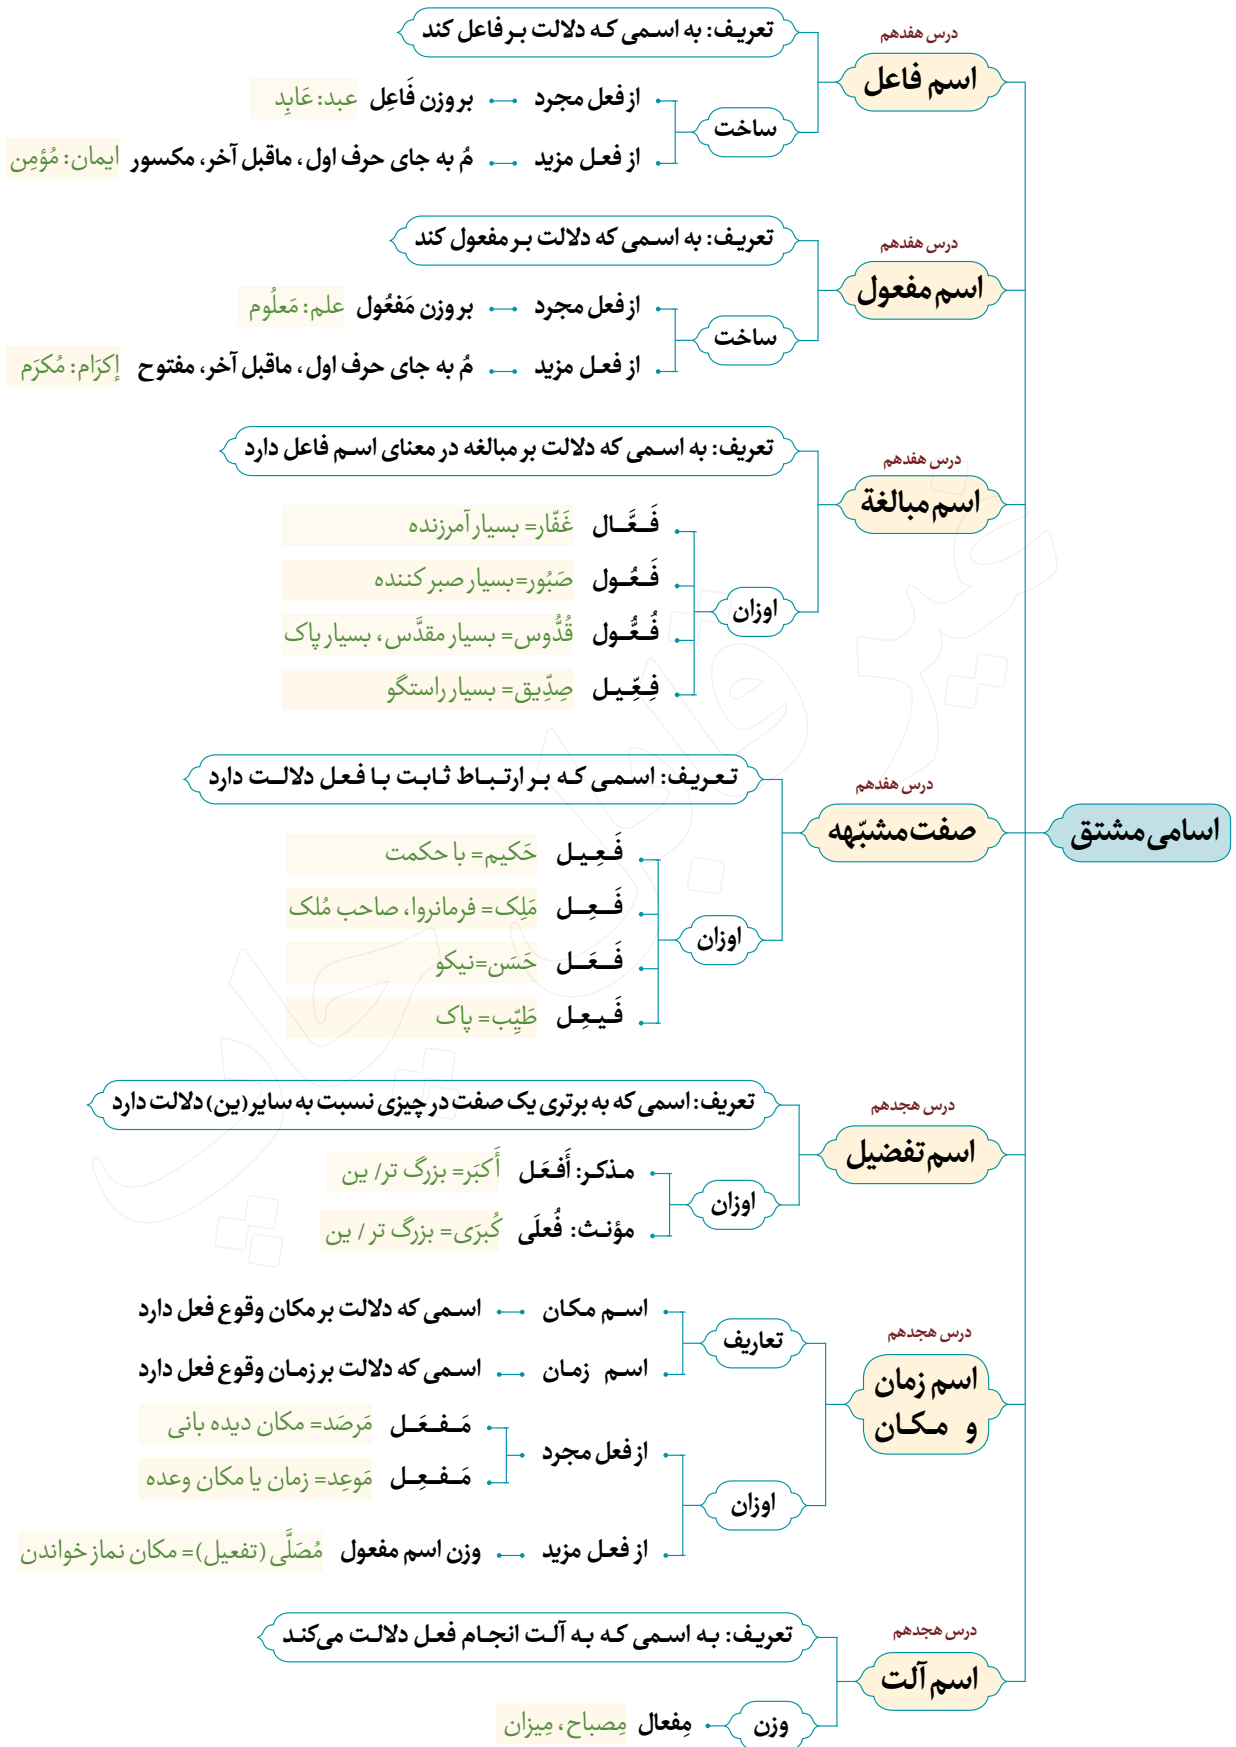 اسامی مشتق
درس هفدهم
اسم فاعل
تعریف: به اسمی که دلالت بر فاعل کند
ساخت
از فعل مجرد بر وزن فَاعِل عبد: عَابِد
از فعل مزید مُ به جای حرف اول، ماقبل آخر، مکسور ایمان: مُؤمِن
درس هفدهم
اسم مفعول
تعریف: به اسمی که دلالت بر مفعول کند
ساخت
از فعل مجرد بر وزن مَفعُول علم: مَعلُوم
از فعل مزید مُ به جای حرف اول، ماقبل آخر، مفتوح إکرَام: مُکرَم
درس هفدهم
اسم مبالغة
تعریف: به اسمی که دلالت بر مبالغه در معنای اسم فاعل دارد
اوزان
فَعَّال غَفّار= بسیار آمرزنده
فَعُول صَبُور=بسیار صبر کننده
فُعُّول قُدُّوس= بسیار مقدَّس، بسیار پاک
فِعِّیل صِدِّیق= بسیار راستگو
درس هفدهم
صفت مشبّهه
تعریف: اسمی که بر ارتباط ثابت با فعل دلالت دارد
اوزان
فَعِیل حَکیم= با حکمت
فَعِل مَلِک= فرمانروا، صاحب مُلک
فَعَل حَسَن=نیکو
فَیعِل طَیِّب= پاک
درس هجدهم
اسم تفضیل
تعریف: اسمی که به برتری یک صفت در چیزی نسبت به سایر(ین) دلالت دارد
اوزان
مذکر: أَفعَل أَکبَر= بزرگ تر/ ین
مؤنث: فُعلَی کُبرَی= بزرگ تر / ین
درس هجدهم
اسم زمان
و مکان
تعاریف
اسم مکان اسمی که دلالت بر مکان وقوع فعل دارد
اسم زمان اسمی که دلالت بر زمان وقوع فعل دارد
اوزان
از فعل مجرد
مَفعَل مَرصَد= مکان دیده بانی
مَفعِل مَوعِد= زمان یا مکان وعده
از فعل مزید وزن اسم مفعول مُصَلَّی (تفعیل)= مکان نماز خواندن
درس هجدهم
اسم آلت
تعریف: به اسمی که به آلت انجام فعل دلالت می‌کند
وزن
مِفعال مِصباح، مِیزان
غیر قابل چاپ